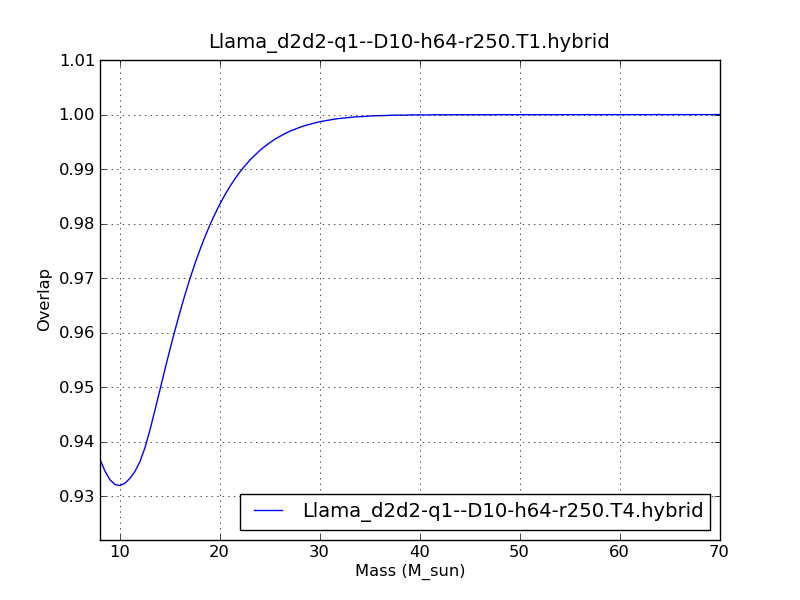 Llama_d2d2-q1--D10-h64-r250.T1.hybrid
1.01
1.00
0.99
0.98
0.97
0.96
0.95
0.94
0.93
Overlap
Llama_d2d2-q1--D10-h64-r250.T4.hybrid
10 20 30 40 50 60 70
Mass (M_sun)